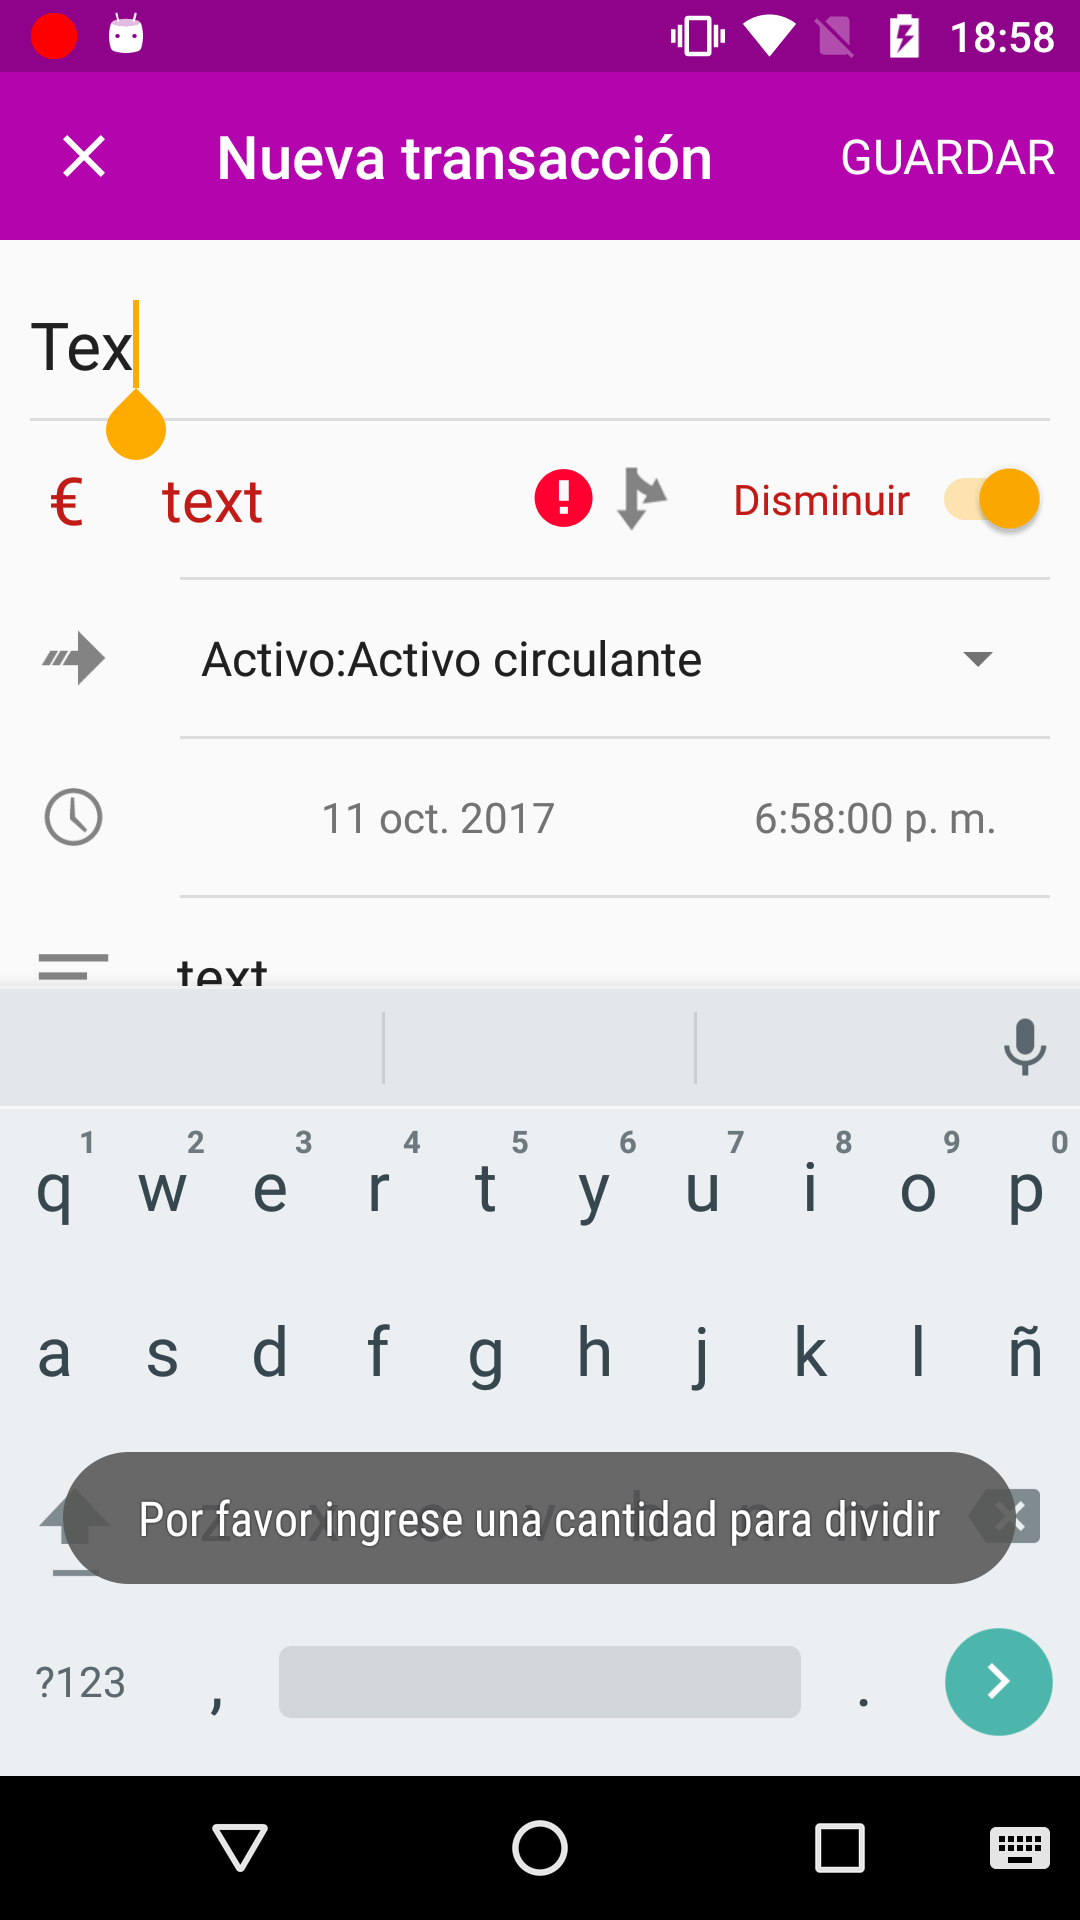 18:58
Nueva transacción
GUARDAR
Tex
€ text Disminuir
Activo:Activo circulante
11 oct. 2017 6:58:00 p. m.
text
1 2 3 4 5 6 7 8 9 0
q w e r t y u i o p
a s d f g h j k l ñ
z x c v b n m
Por favor ingrese una cantidad para dividir
?123 , .